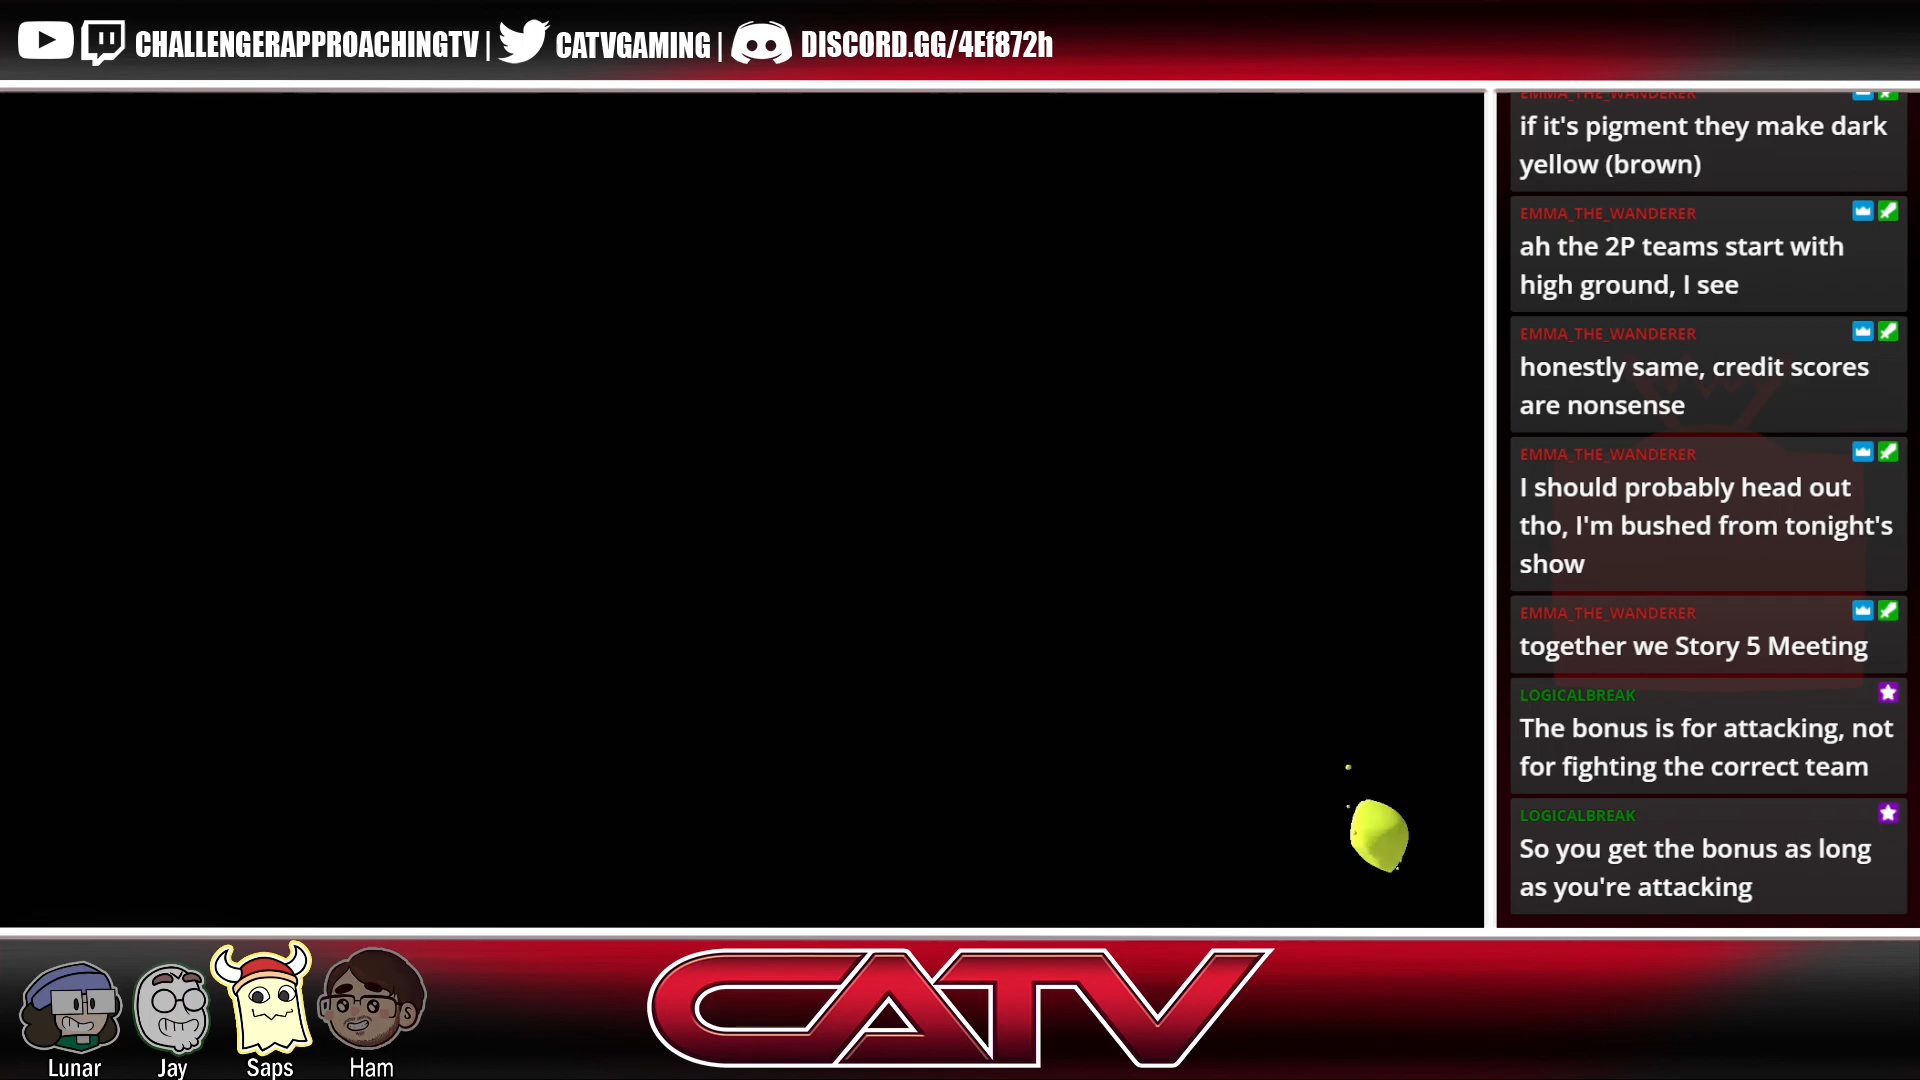 CHALLENGERAPPROACHINGTV | CATVGAMING | DISCORD.GG/4Ef872h
EMMA_THE_WANDERER
if it's pigment they make dark
yellow (brown)
EMMA_THE_WANDERER
ah the 2P teams start with
high ground, I see
EMMA_THE_WANDERER
honestly same, credit scores
are nonsense
EMMA_THE_WANDERER
I should probably head out
tho, I'm bushed from tonight's
show
EMMA_THE_WANDERER
together we Story 5 Meeting
LOGICALBREAK
The bonus is for attacking, not
for fighting the correct team
LOGICALBREAK
So you get the bonus as long
as you're attacking
CATV
Lunar Jay Saps Ham